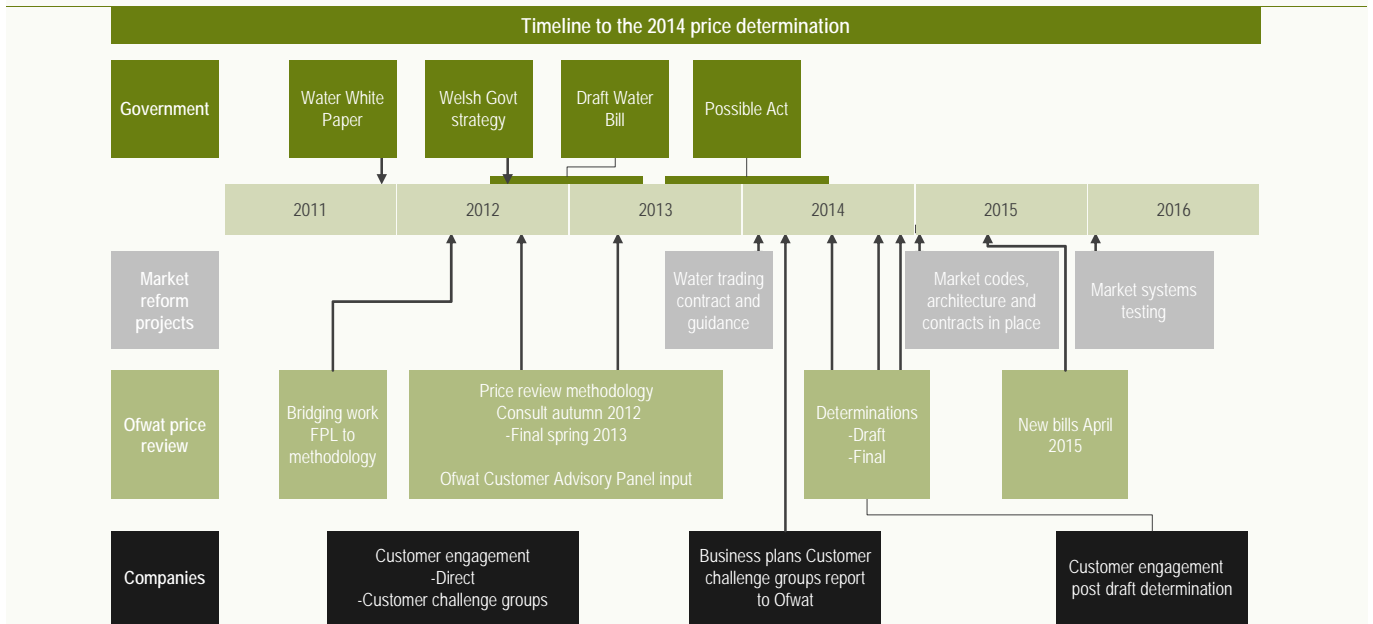 Timeline to the 2014 price determination
Government
Water White
Paper
Welsh Govt
strategy
Draft Water
Bill
Possible Act
2011
2012
2013
2014
2015
2016
Market
reform
projects
Water trading
contract and
guidance
Market codes,
architecture and
contracts in place
Market systems
testing
Ofwat price
review
Bridging work
FPL to
methodology
Price review methodology
Consult autumn 2012
-Final spring 2013
Ofwat Customer Advisory Panel input
Determinations
-Draft
-Final
New bills April
2015
Companies
Customer engagement
-Direct
-Customer challenge groups
Business plans Customer
challenge groups report
to Ofwat
Customer engagement
post draft determination